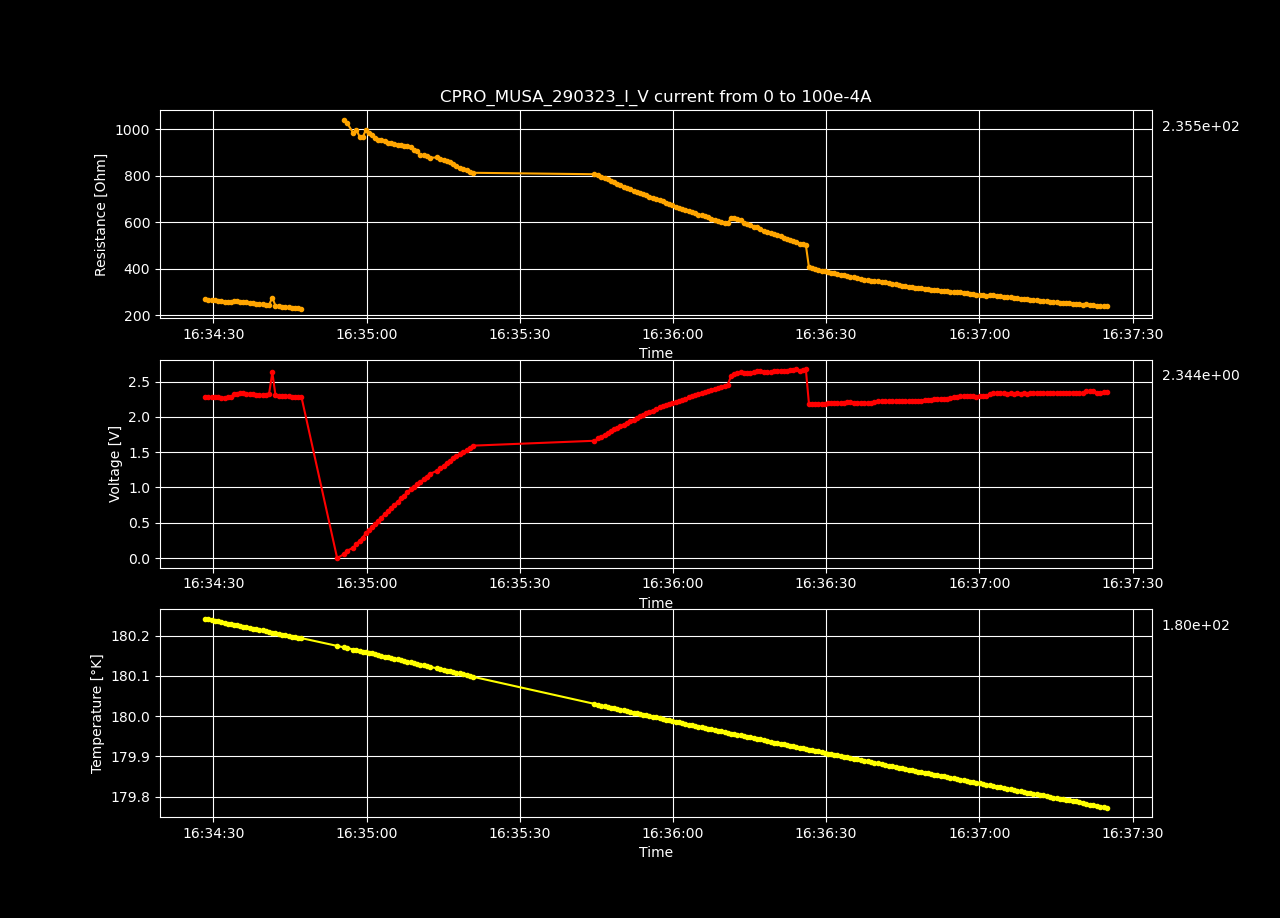 CPRO_MUSA_290323_I_V current from 0 to 100e-4A
2.355e+02
Resistance [Ohm]
1000
800
600
400
200
16:34:30 16:35:00 16:35:30 16:36:00 16:36:30 16:37:00 16:37:30
Time
2.344e+00
Voltage [V]
2.5
2.0
1.5
1.0
0.5
0.0
16:34:30 16:35:00 16:35:30 16:36:00 16:36:30 16:37:00 16:37:30
Time
1.80e+02
Temperature [°K]
180.2
180.1
180.0
179.9
179.8
16:34:30 16:35:00 16:35:30 16:36:00 16:36:30 16:37:00 16:37:30
Time